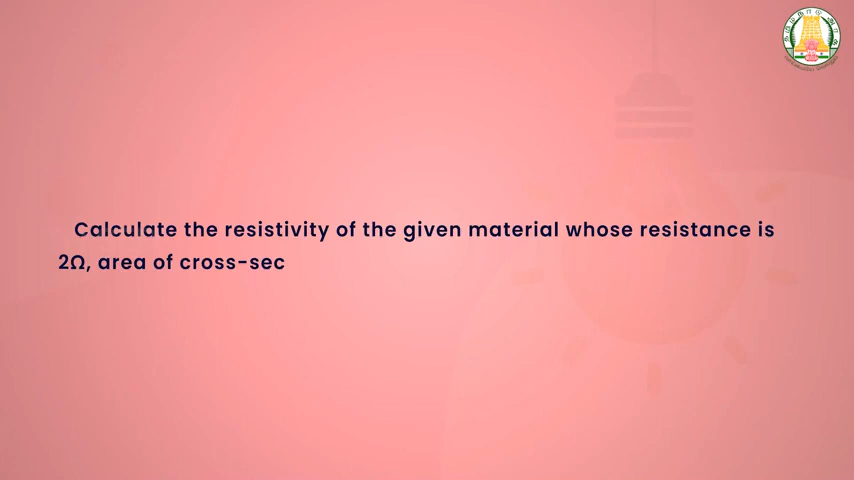 Calculate the resistivity of the given material whose resistance is
2Ω, area of cross-sec